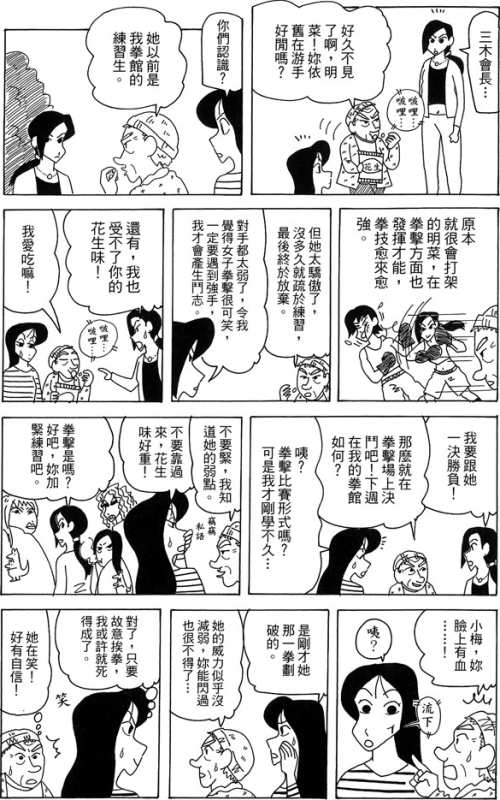 三木會長…
好久不見
了啊，明
菜！妳依
舊在游手
好閒嗎？
啵哩…
啵哩…
花生
你們認識？
她以前是
我拳館的
練習生。
原本
就很會打架
的明菜，在
拳擊方面也
發揮才能，
拳技愈來愈
強。
但她太驕傲了，
沒多久就疏於練習，
最後終於放棄。
對手都太弱了，令我
覺得女子拳擊很可笑，
一定要遇到強手，
我才會產生鬥志。
還有，我也
受不了你的
花生味！
啵哩…
啵哩…
我愛吃嘛！
我要跟她
一決勝負！
那麼就在
拳擊場上決
鬥吧！下週
在我的拳館
如何？
咦？
拳擊比賽形式嗎？
可是我才剛學不久…
不要緊，我知
道她的弱點。
竊竊
私語
不要靠過
來，花生
味好重！
拳擊是嗎？
好吧，妳加
緊練習吧。
小梅，妳
臉上有血
……！
咦？
流下
是剛才她
那一拳劃
破的。
她的威力似乎沒
減弱，妳能閃過
也很不得了…
對了，只要
故意挨拳，
我或許就死
得成了。
笑
她在笑！
好有自信！